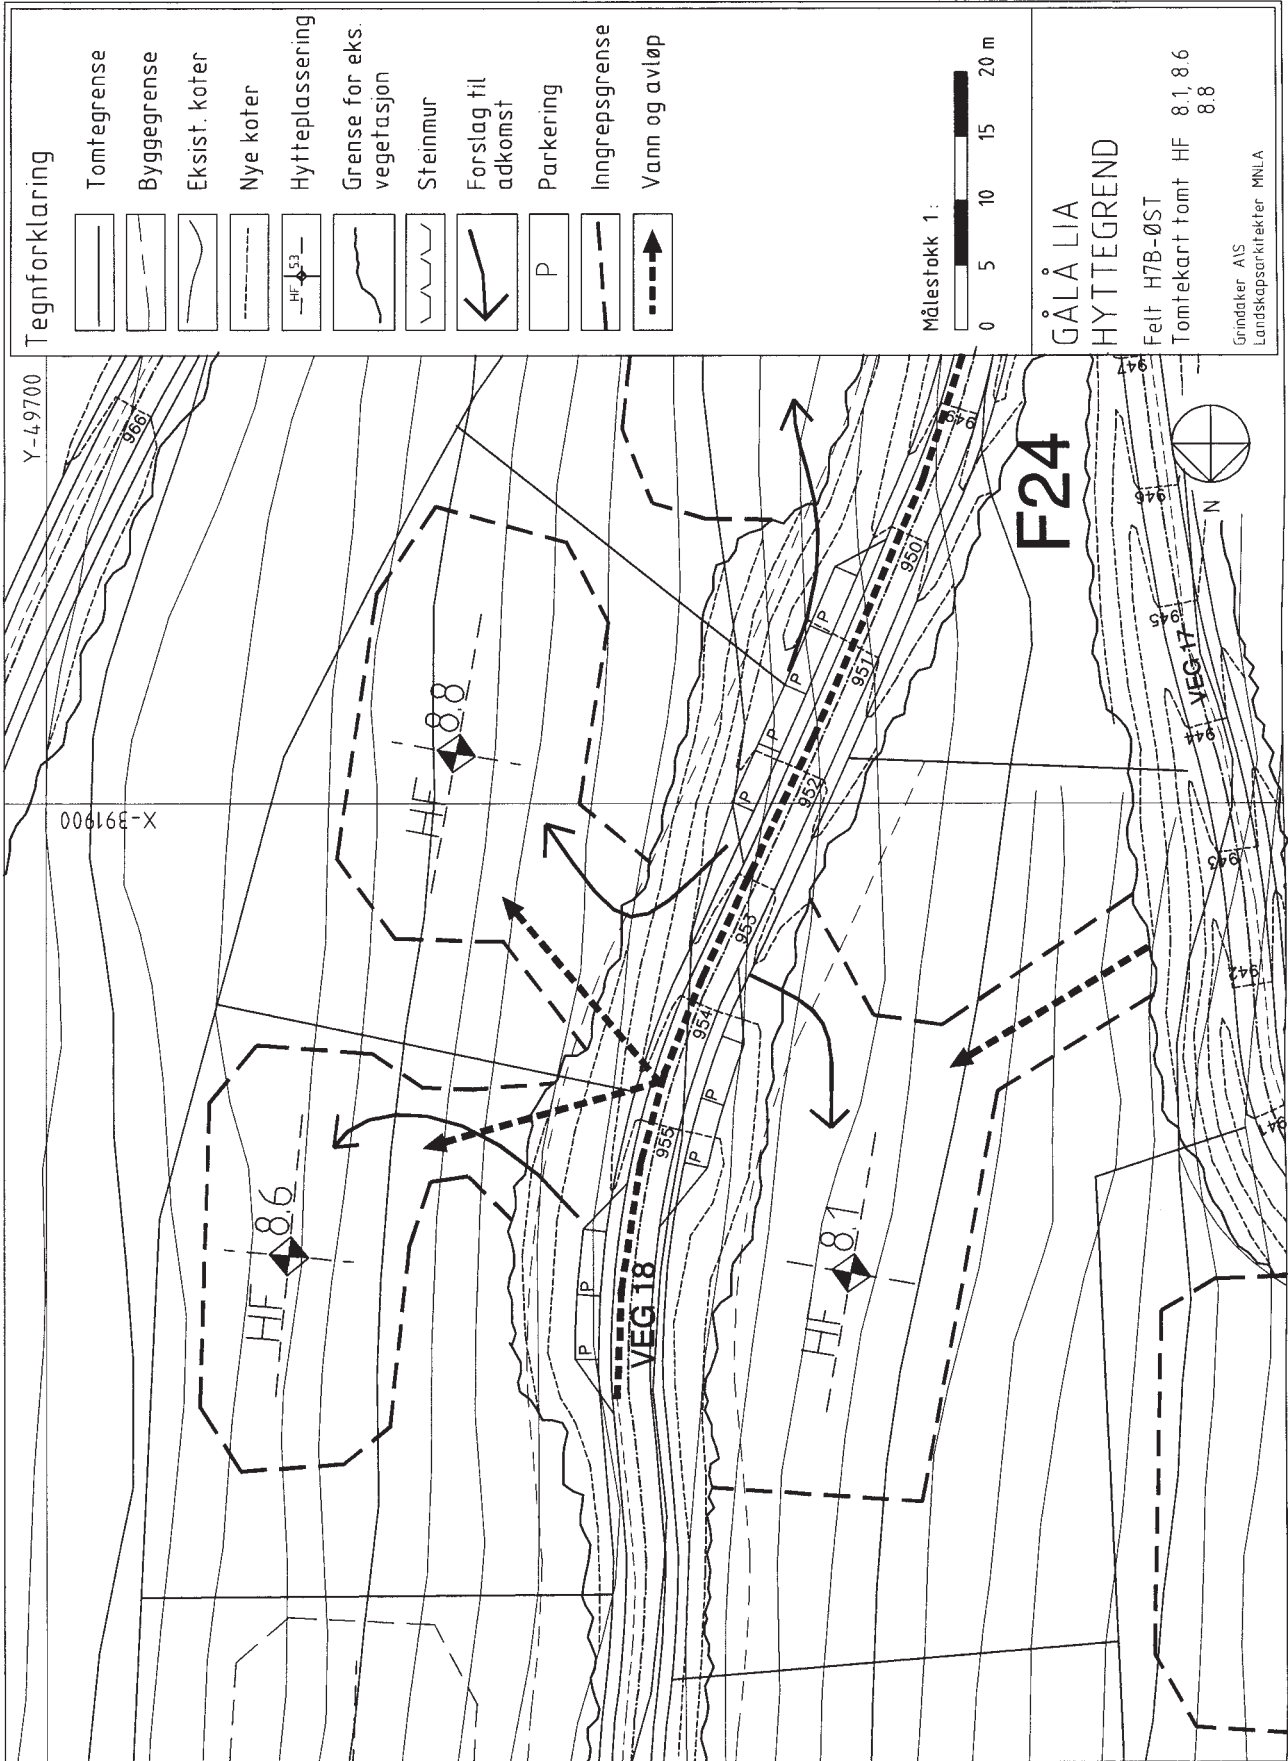 Tegnforklaring
Tomtegrense
Byggegrense
Eksist. koter
Nye koter
HF 53
Hytteplassering
Grense for eks.
vegetasjon
Steinmur
Forslag til
adkomst
P
Parkering
Inngrepsgrense
Vann og avløp
Målestokk 1:
0 5 10 15 20 m
GÅLÅ LIA
HYTTEGREND
Felt H7B-ØST
Tomtekart tomt HF 8.1, 8.6
8.8
Grindaker A\S
Landskapsarkitekter MNLA
Y-49700
X-391900
966
HF 8.8
HF 8.6
HF 8.1
VEG 18
P
P
P
P
P
P
P
P
955
954
953
952
951
950
949
F24
N
VEG 17
947
946
945
944
943
942
941